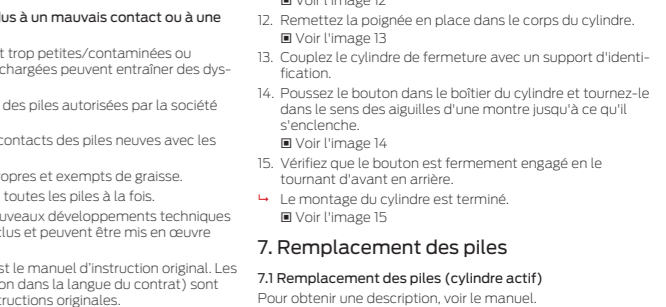 dus à un mauvais contact ou à une
t trop petites/contaminées ou
chargées peuvent entraîner des dys-
des piles autorisées par la société
contacts des piles neuves avec les
opres et exempts de graisse.
toutes les piles à la fois.
uveaux développements techniques
clus et peuvent être mis en œuvre
st le manuel d'instruction original. Les
on dans la langue du contrat) sont
tructions originales.
▣ Voir l'image 12
12. Remettez la poignée en place dans le corps du cylindre.
▣ Voir l'image 13
13. Couplez le cylindre de fermeture avec un support d'identi-
fication.
14. Poussez le bouton dans le boîtier du cylindre et tournez-le
dans le sens des aiguilles d'une montre jusqu'à ce qu'il
s'enclenche.
▣ Voir l'image 14
15. Vérifiez que le bouton est fermement engagé en le
tournant d'avant en arrière.
↳ Le montage du cylindre est terminé.
▣ Voir l'image 15
7. Remplacement des piles
7.1 Remplacement des piles (cylindre actif)
Pour obtenir une description, voir le manuel.